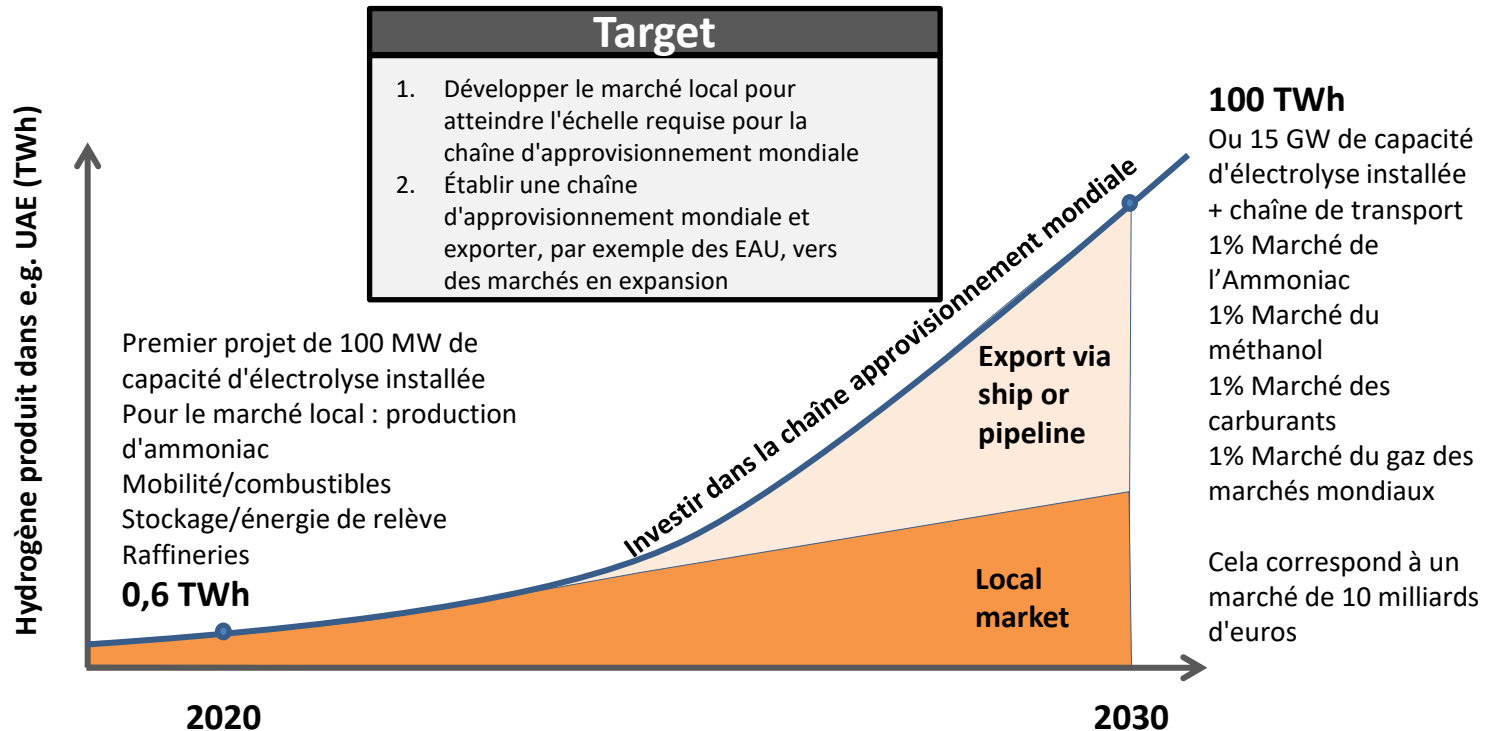 Target
1. Développer le marché local pour
atteindre l'échelle requise pour la
chaîne d'approvisionnement mondiale
2. Établir une chaîne
d'approvisionnement mondiale et
exporter, par exemple des EAU, vers
des marchés en expansion
Hydrogène produit dans e.g. UAE (TWh)
Premier projet de 100 MW de
capacité d'électrolyse installée
Pour le marché local : production
d'ammoniac
Mobilité/combustibles
Stockage/énergie de relève
Raffineries
0,6 TWh
Investir dans la chaîne approvisionnement mondiale
Export via
ship or
pipeline
Local
market
100 TWh
Ou 15 GW de capacité
d'électrolyse installée
+ chaîne de transport
1% Marché de
l’Ammoniac
1% Marché du
méthanol
1% Marché des
carburants
1% Marché du gaz des
marchés mondiaux
Cela correspond à un
marché de 10 milliards
d'euros
2020
2030